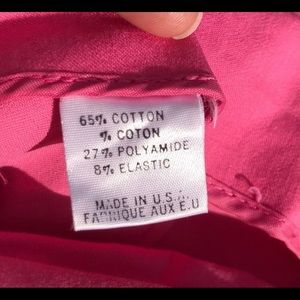 65% COTTON
% COTON
27% POLYAMIDE
8% ELASTIC
MADE IN U.S.A.
FABRIQUE AUX E.U